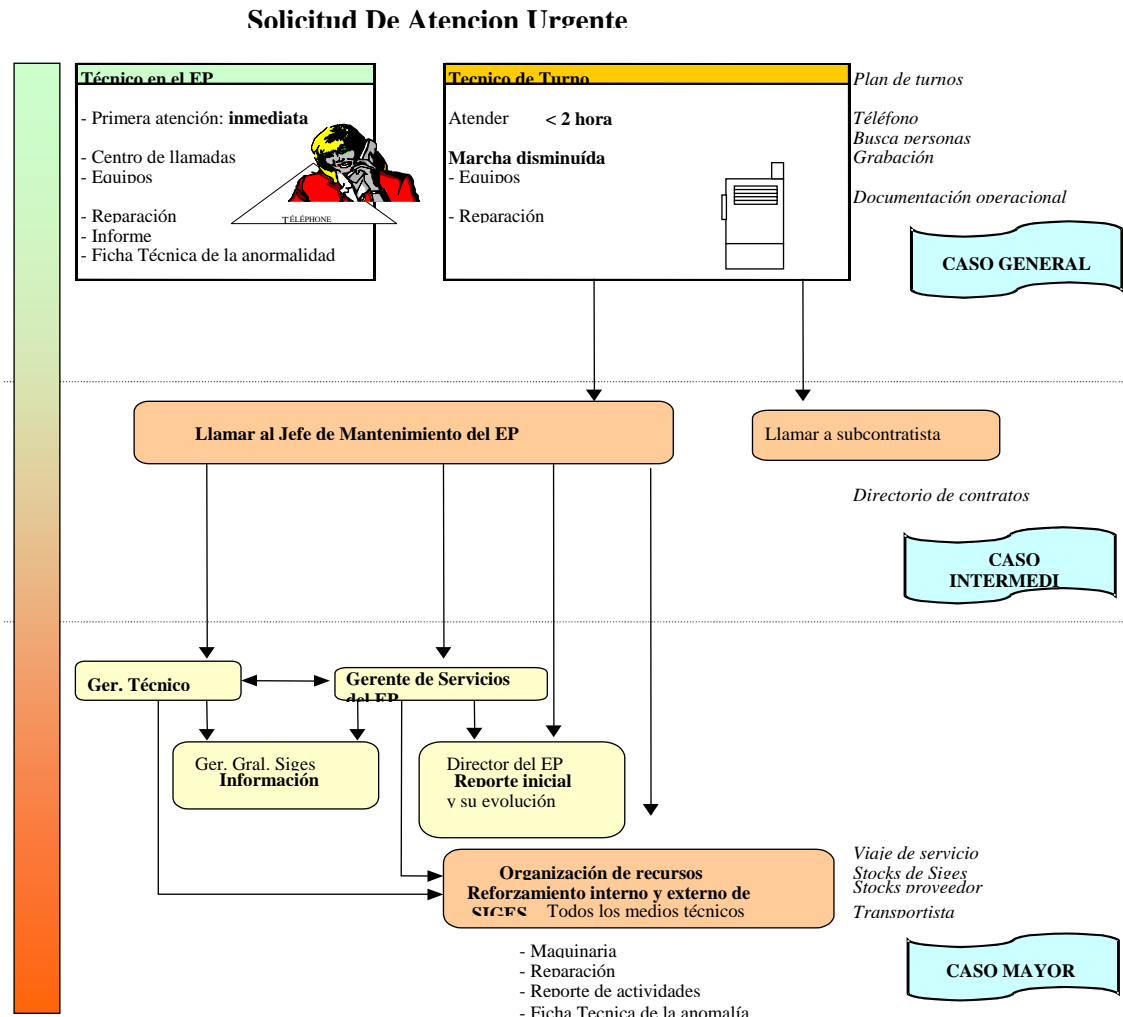 Solicitud De Atencion Urgente
Técnico en el EP
- Primera atención: inmediata
- Centro de llamadas
- Equipos
- Reparación
- Informe
- Ficha Técnica de la anormalidad
TÉLÉPHONE
Tecnico de Turno
Atender < 2 hora
Marcha disminuída
- Equipos
- Reparación
Plan de turnos
Téléfono
Busca personas
Grabación
Documentación operacional
CASO GENERAL
Llamar al Jefe de Mantenimiento del EP
Llamar a subcontratista
Directorio de contratos
CASO
INTERMEDI
Ger. Técnico
Gerente de Servicios
del EP
Ger. Gral. Siges
Información
Director del EP
Reporte inicial
y su evolución
Organización de recursos
Reforzamiento interno y externo de
SIGES Todos los medios técnicos
Viaje de servicio
Stocks de Siges
Stocks proveedor
Transportista
- Maquinaria
- Reparación
- Reporte de actividades
- Ficha Tecnica de la anomalía
CASO MAYOR